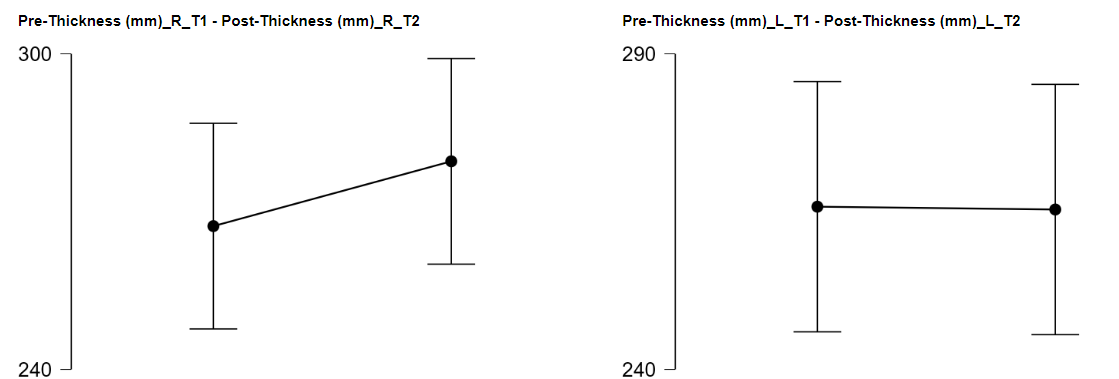 Pre-Thickness (mm)_R_T1 - Post-Thickness (mm)_R_T2
300
240
Pre-Thickness (mm)_L_T1 - Post-Thickness (mm)_L_T2
290
240